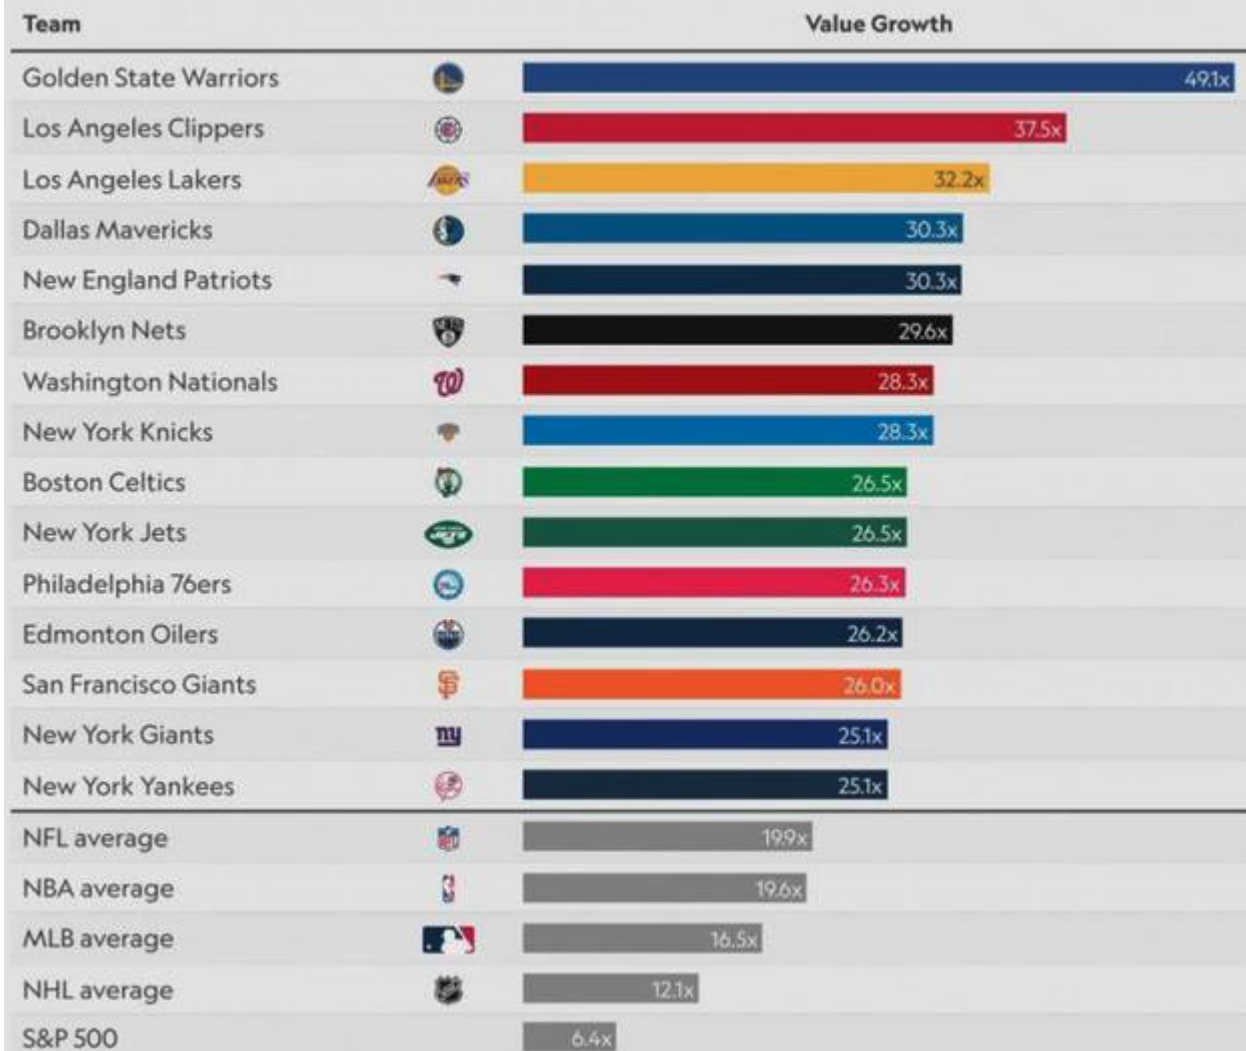 Team Value Growth
Golden State Warriors 49.1x
Los Angeles Clippers 37.5x
Los Angeles Lakers 32.2x
Dallas Mavericks 30.3x
New England Patriots 30.3x
Brooklyn Nets 29.6x
Washington Nationals 28.3x
New York Knicks 28.3x
Boston Celtics 26.5x
New York Jets 26.5x
Philadelphia 76ers 26.3x
Edmonton Oilers 26.2x
San Francisco Giants 26.0x
New York Giants ny 25.1x
New York Yankees 25.1x
NFL average 19.9x
NBA average 19.6x
MLB average 16.5x
NHL average 12.1x
S&P 500 6.4x